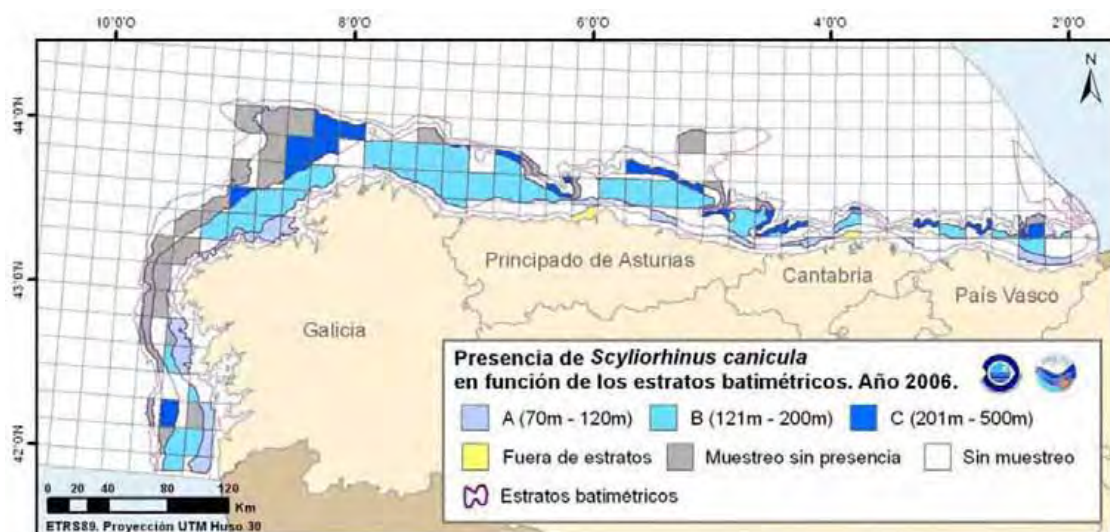 10°0'O 8°0'O 6°0'O 4°0'O 2°0'O
N
44°0'N
43°0'N
42°0'N
Principado de Asturias
Cantabria
País Vasco
Galicia
Presencia de Scyliorhinus canicula
en función de los estratos batimétricos. Año 2006.
A (70m - 120m) B (121m - 200m) C (201m - 500m)
Fuera de estratos Muestreo sin presencia Sin muestreo
Estratos batimétricos
0 20 40 80 120
Km
ETRS89. Proyección UTM Huso 30